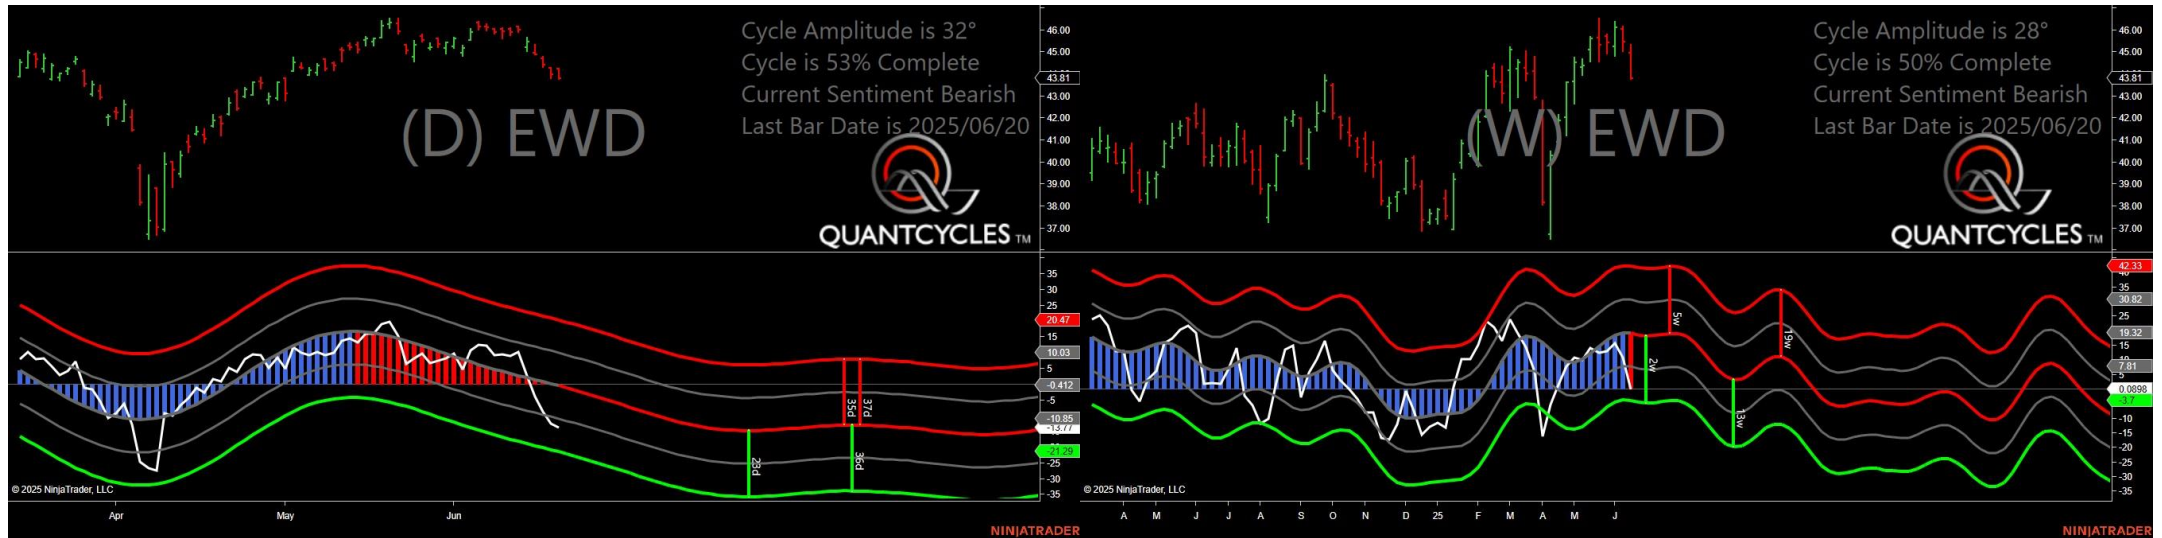 Cycle Amplitude is 32°
Cycle is 53% Complete
Current Sentiment Bearish
Last Bar Date is 2025/06/20
(D) EWD
QUANTCYCLES TM
46.00
45.00
43.81
43.00
42.00
41.00
40.00
39.00
38.00
37.00
35
30
25
20.47
15
10.03
5
-0.412
-5
-10.85
-13.77
-21.29
-25
-30
-35
23d
35d
37d
36d
© 2025 NinjaTrader, LLC
Apr
May
Jun
NINJATRADER
Cycle Amplitude is 28°
Cycle is 50% Complete
Current Sentiment Bearish
Last Bar Date is 2025/06/20
(W) EWD
QUANTCYCLES TM
46.00
45.00
43.81
43.00
42.00
41.00
40.00
39.00
38.00
37.00
42.33
35
30.82
25
19.32
15
7.81
5
0.0898
-3.7
-10
-15
-20
-25
-30
-35
5w
19w
2w
13w
© 2025 NinjaTrader, LLC
A
M
J
J
A
S
O
N
D
25
F
M
A
M
J
NINJATRADER